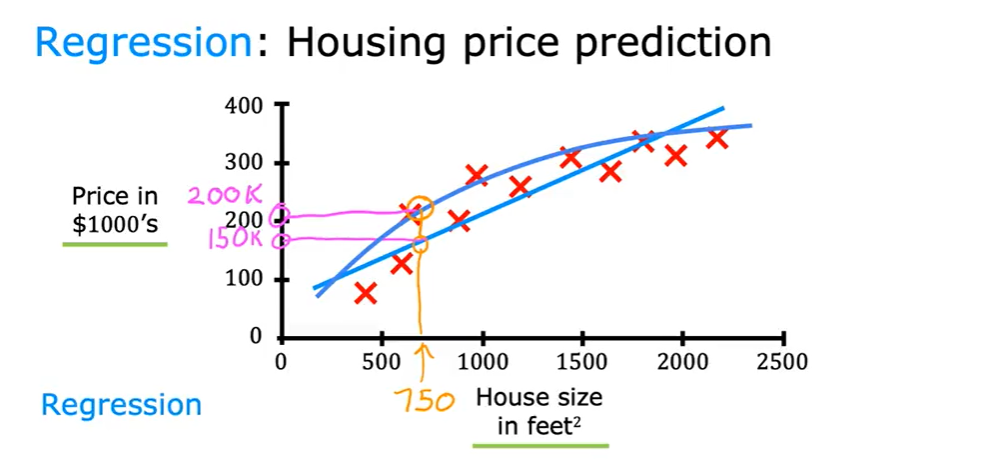 Regression: Housing price prediction
400
300
Price in
$1000's
200K
200
150K
100
0
0 500 1000 1500 2000 2500
Regression
750
House size
in feet²